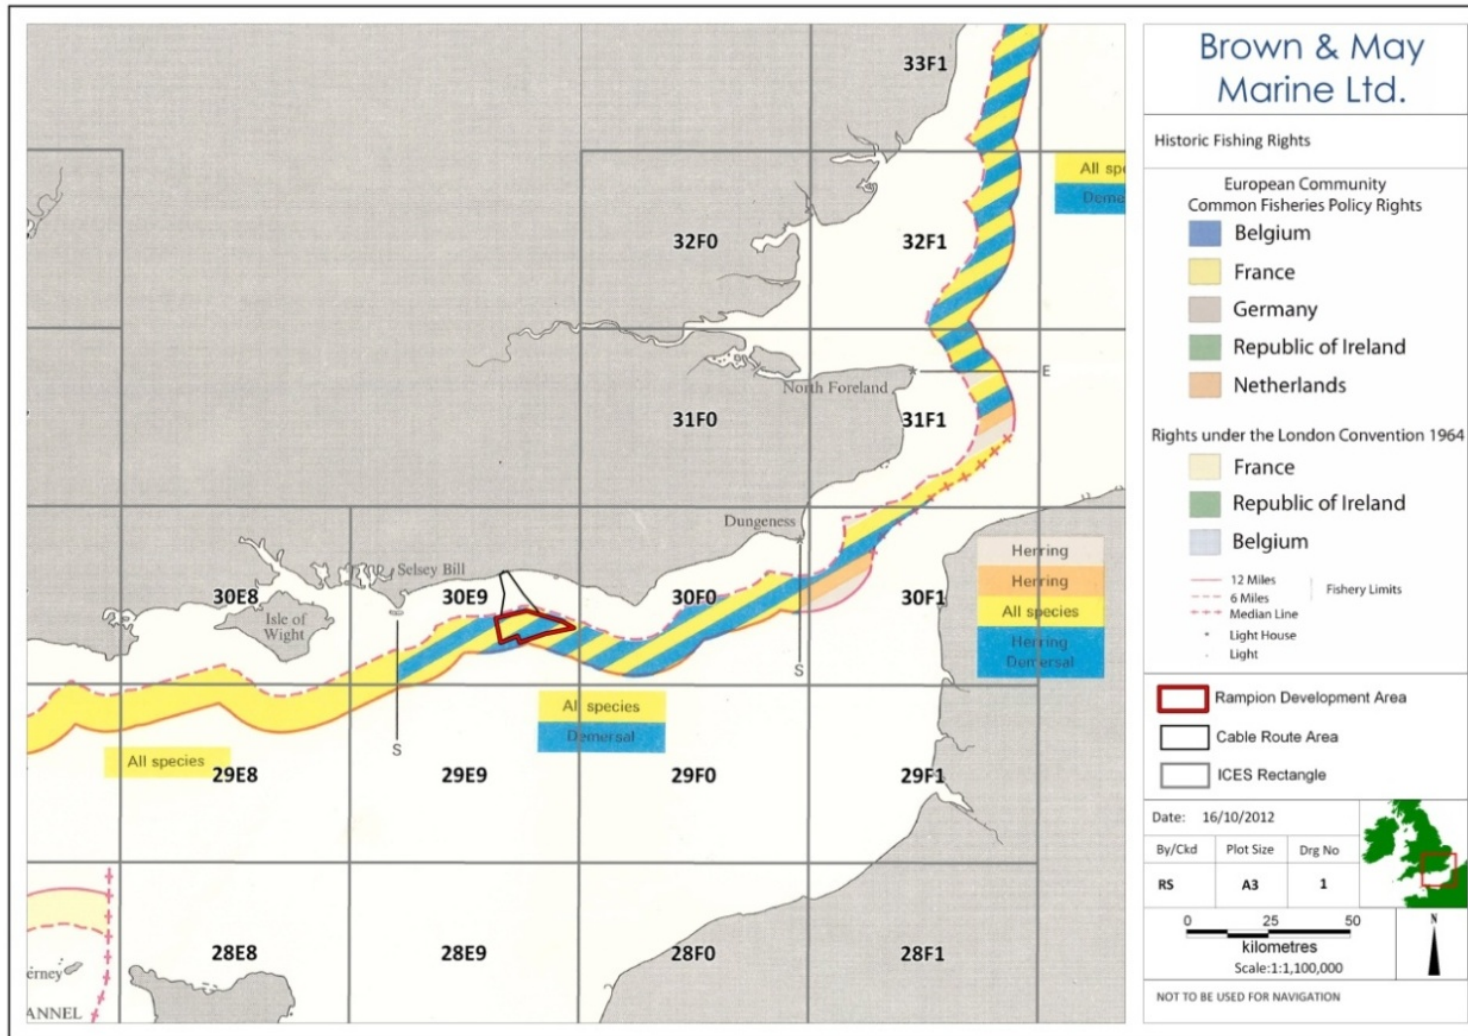 33F1
All
32F0
32F1
North Foreland
E
31F0
31F1
Dungeness
Selsey Bill
30E8
30E9
30F0
30F1
Isle of
Wight
S
S
Herring
Herring
All species
Herring
Demersal
All species
Demersal
All species
29E8
29E9
29F0
29F1
28E8
28E9
28F0
28F1
Brown & May
Marine Ltd.
Historic Fishing Rights
European Community
Common Fisheries Policy Rights
Belgium
France
Germany
Republic of Ireland
Netherlands
Rights under the London Convention 1964
France
Republic of Ireland
Belgium
12 Miles
6 Miles
Fishery Limits
Median Line
Light House
Light
Rampion Development Area
Cable Route Area
ICES Rectangle
Date: 16/10/2012
By/Ckd Plot Size Drg No
RS A3 1
0 25 50
kilometres
Scale:1:1,100,000
N
NOT TO BE USED FOR NAVIGATION